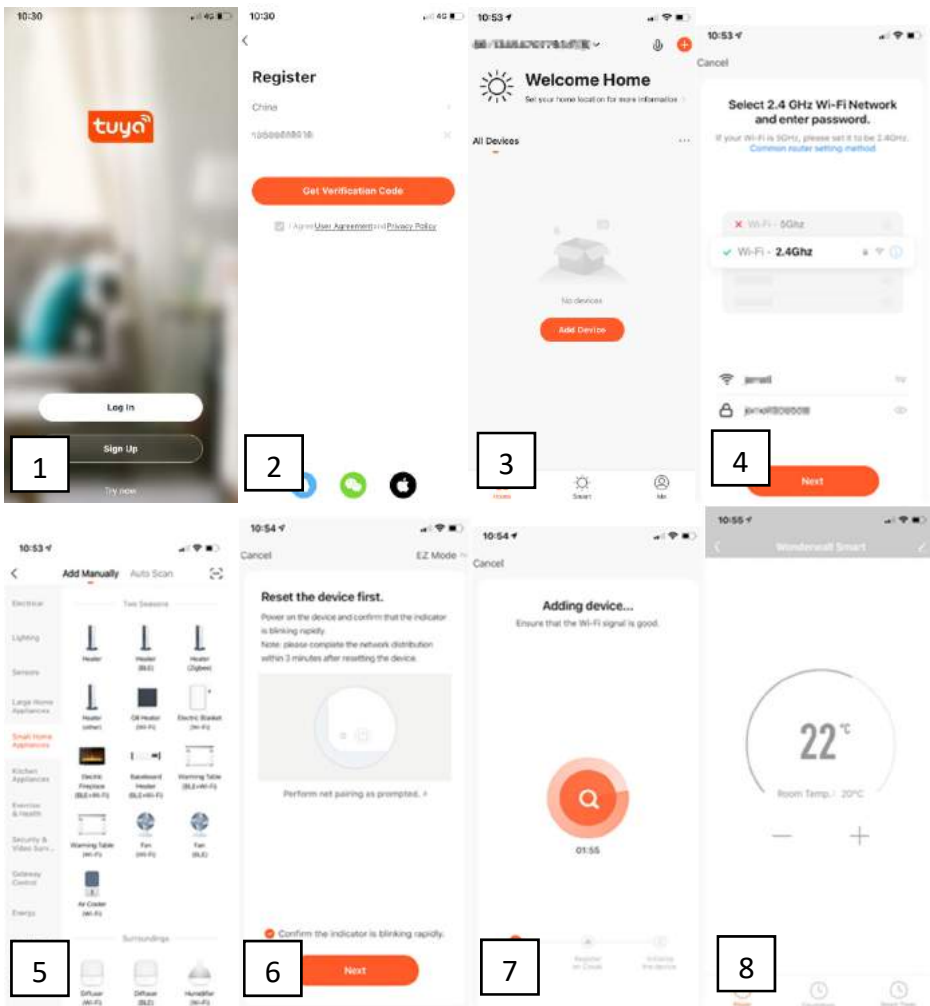 10:30
4G
tuya
Log In
Sign Up
Try now
1
10:30
4G
Register
China
Get Verification Code
I Agree User Agreement and Privacy Policy
2
10:53
Welcome Home
Set your home location for more information
All Devices
...
No devices
Add Device
Home
Smart
Me
3
10:53
Cancel
Select 2.4 GHz Wi-Fi Network
and enter password.
If your Wi-Fi is 5GHz, please set it to be 2.4GHz.
Common router setting method
Wi-Fi - 5Ghz
Wi-Fi - 2.4Ghz
Next
4
10:53
Add Manually
Auto Scan
Electrical
Lighting
Sensors
Large Home
Appliances
Small Home
Appliances
Kitchen
Appliances
Exercise
& Health
Security &
Video Surv...
Gateway
Control
Energy
Two Seasons
Heater
Heater
(BLE)
Heater
(Zigbee)
Heater
(other)
Oil Heater
(Wi-Fi)
Electric Blanket
(Wi-Fi)
Electric
Fireplace
(BLE+Wi-Fi)
Baseboard
Heater
(BLE+Wi-Fi)
Warming Table
(BLE+Wi-Fi)
Warming Table
(Wi-Fi)
Fan
(Wi-Fi)
Fan
(BLE)
Air Cooler
(Wi-Fi)
Surroundings
Diffuser
(Wi-Fi)
Diffuser
(BLE)
Humidifier
(Wi-Fi)
5
10:54
Cancel
EZ Mode
Reset the device first.
Power on the device and confirm that the indicator
is blinking rapidly.
Note: please complete the network distribution
within 3 minutes after resetting the device.
Perform net pairing as prompted.
Confirm the indicator is blinking rapidly.
Next
6
10:54
Cancel
Adding device...
Ensure that the Wi-Fi signal is good.
01:55
Register
on Cloud
Initialize
the device
7
10:55
Wonderwall Smart
22 °C
Room Temp.: 20°C
8